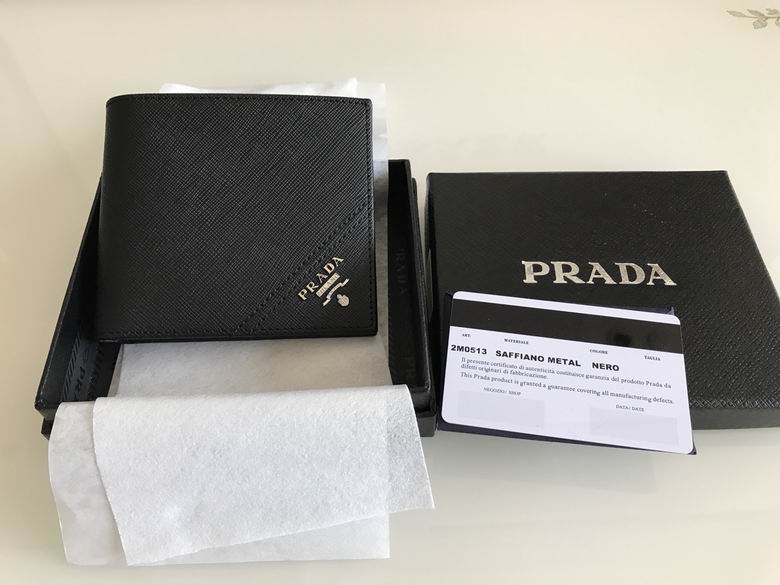 PRADA
PRADA
ART.
MATERIALE
COLORE
TAGLIA
2M0513 SAFFIANO METAL NERO
Il presente certificato di autenticità costituisce garanzia del prodotto Prada da
difetti originari di fabbricazione.
This Prada product is granted a guarantee covering all manufacturing defects.
NEGOZIO / SHOP
DATA / DATE